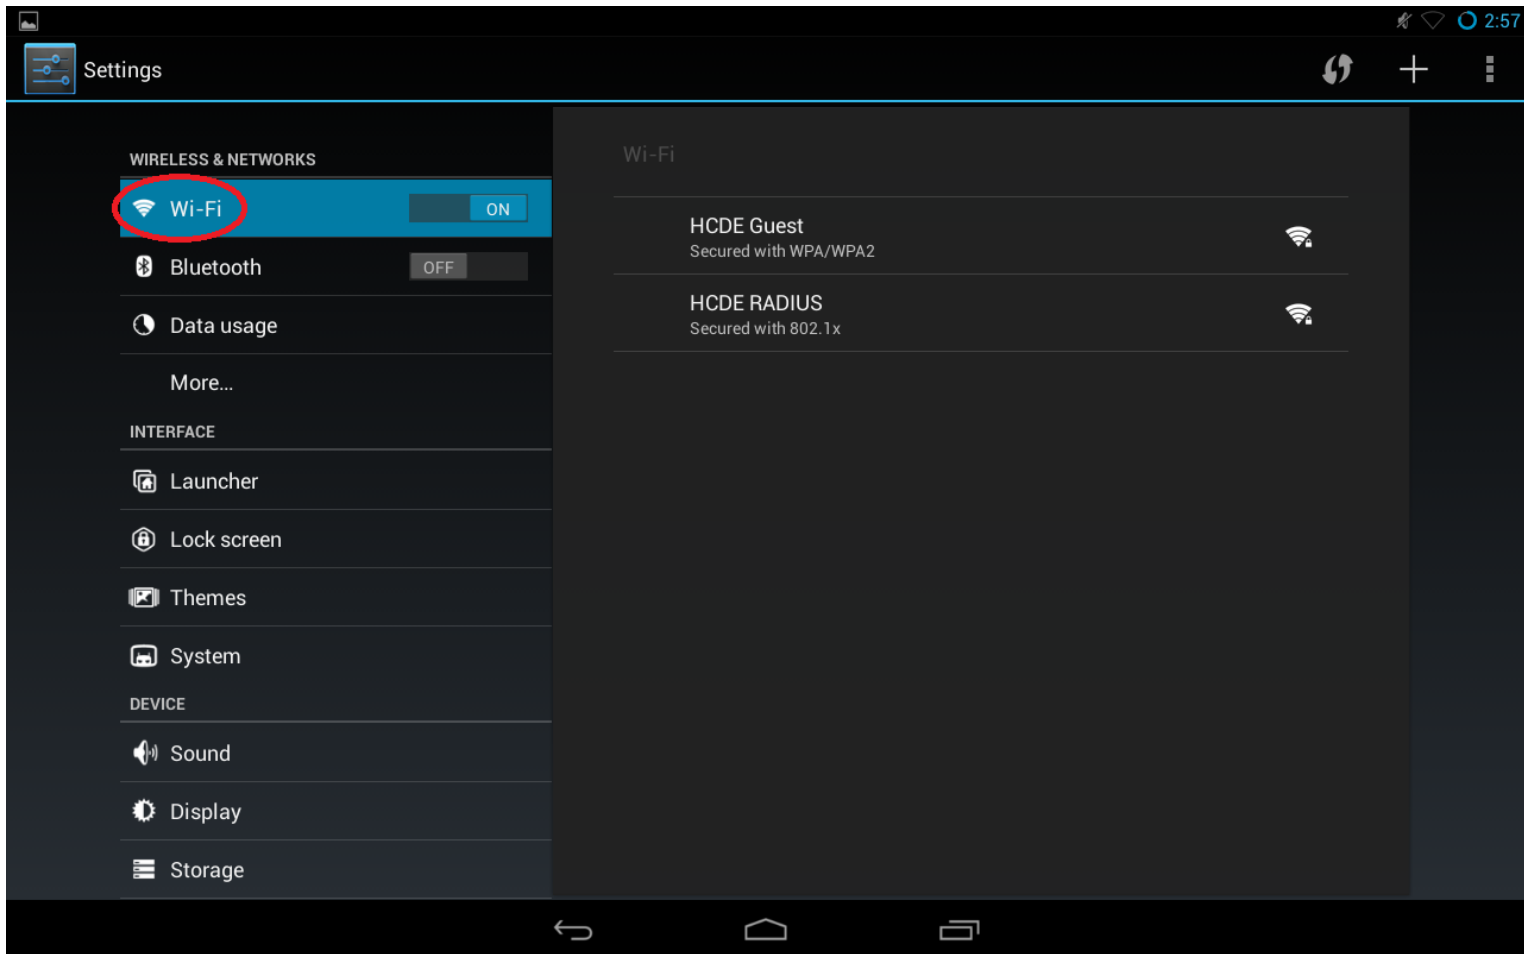 2:57
Settings
WIRELESS & NETWORKS
Wi-Fi
ON
Bluetooth
OFF
Data usage
More...
INTERFACE
Launcher
Lock screen
Themes
System
DEVICE
Sound
Display
Storage
Wi-Fi
HCDE Guest
Secured with WPA/WPA2
HCDE RADIUS
Secured with 802.1x